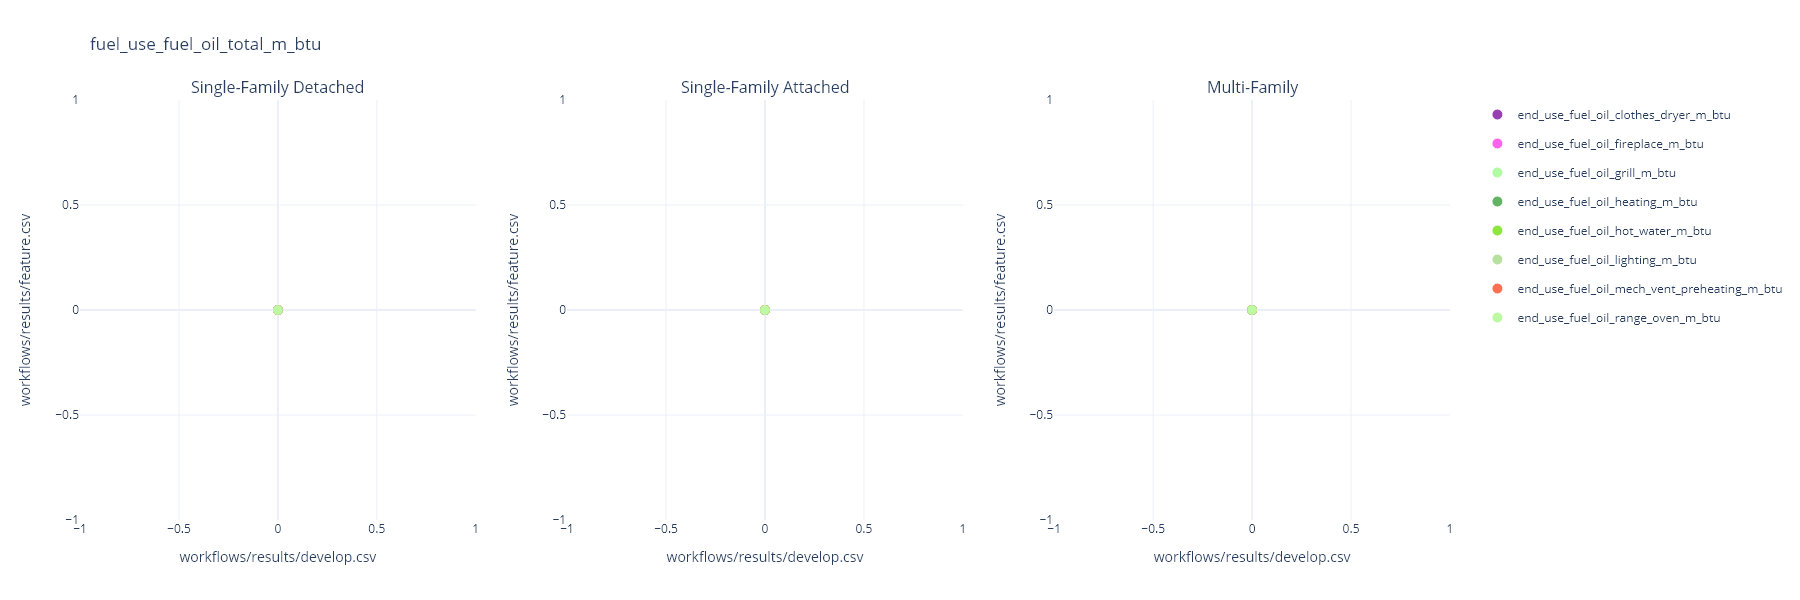 fuel_use_fuel_oil_total_m_btu
Single-Family Detached
1
0.5
0
−0.5
−1
−1
−0.5
0
0.5
1
workflows/results/feature.csv
workflows/results/develop.csv
Single-Family Attached
1
0.5
0
−0.5
−1
−1
−0.5
0
0.5
1
workflows/results/feature.csv
workflows/results/develop.csv
Multi-Family
1
0.5
0
−0.5
−1
−1
−0.5
0
0.5
1
workflows/results/feature.csv
workflows/results/develop.csv
end_use_fuel_oil_clothes_dryer_m_btu
end_use_fuel_oil_fireplace_m_btu
end_use_fuel_oil_grill_m_btu
end_use_fuel_oil_heating_m_btu
end_use_fuel_oil_hot_water_m_btu
end_use_fuel_oil_lighting_m_btu
end_use_fuel_oil_mech_vent_preheating_m_btu
end_use_fuel_oil_range_oven_m_btu